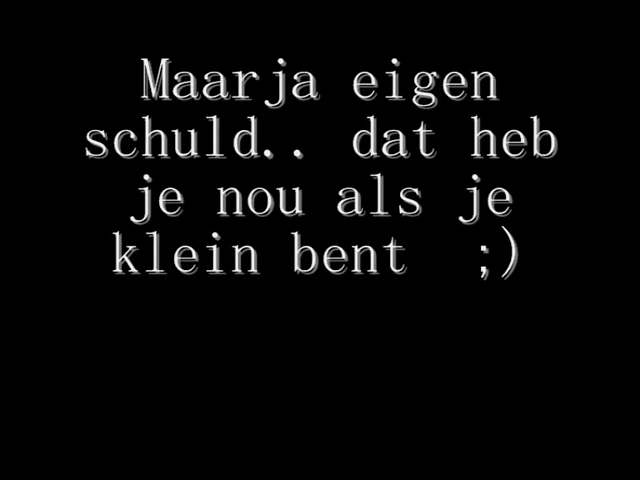 Maarja eigen
schuld.. dat heb
je nou als je
klein bent ;)